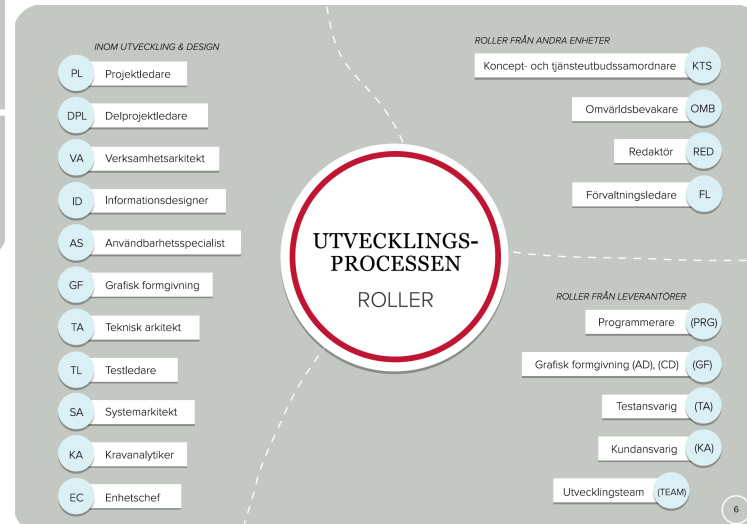 INOM UTVECKLING & DESIGN
PL Projektledare
DPL Delprojektledare
VA Verksamhetsarkitekt
ID Informationsdesigner
AS Användbarhetsspecialist
GF Grafisk formgivning
TA Teknisk arkitekt
TL Testledare
SA Systemarkitekt
KA Kravanalytiker
EC Enhetschef
UTVECKLINGS-
PROCESSEN
ROLLER
ROLLER FRÅN ANDRA ENHETER
Koncept- och tjänsteutbudssamordnare KTS
Omvärldsbevakare OMB
Redaktör RED
Förvaltningsledare FL
ROLLER FRÅN LEVERANTÖRER
Programmerare (PRG)
Grafisk formgivning (AD), (CD) (GF)
Testansvarig (TA)
Kundansvarig (KA)
Utvecklingsteam (TEAM)
6